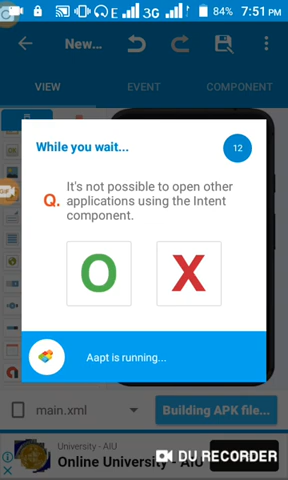 E 3G 84% 7:51 PM
New...
VIEW EVENT COMPONENT
While you wait... 12
Q. It's not possible to open other
applications using the Intent
component.
O X
Aapt is running...
main.xml Building APK file...
University - AIU
Online University - AIU
DU RECORDER